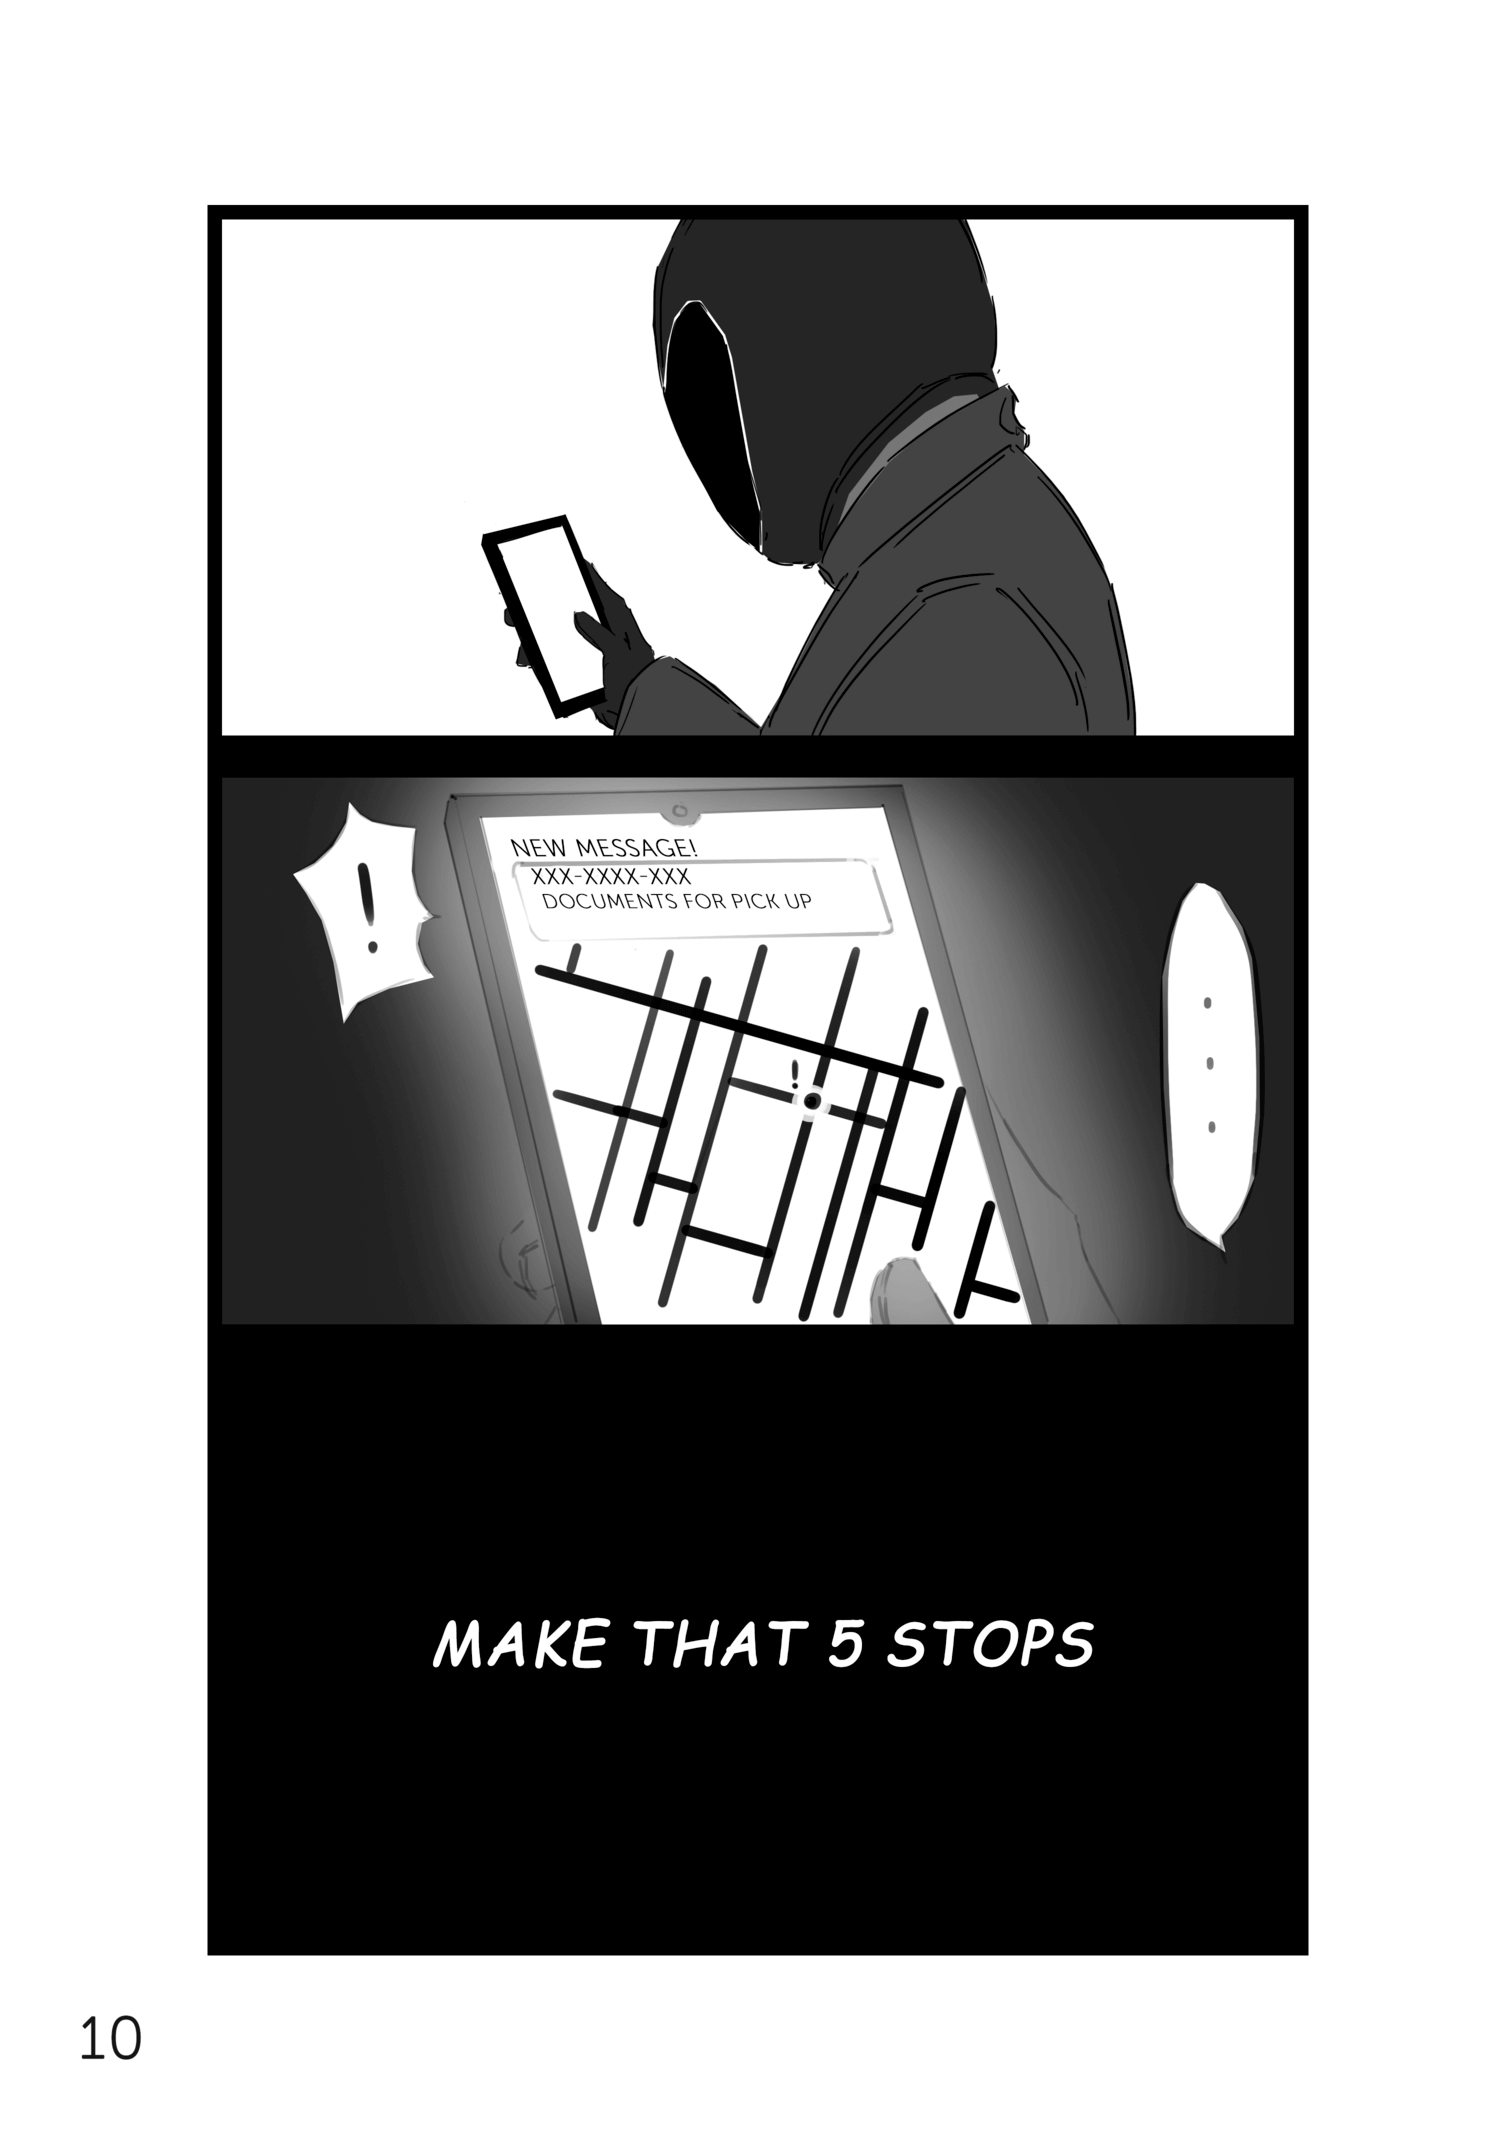 !
NEW MESSAGE!
XXX-XXXX-XXX
DOCUMENTS FOR PICK UP
!
...
MAKE THAT 5 STOPS
10